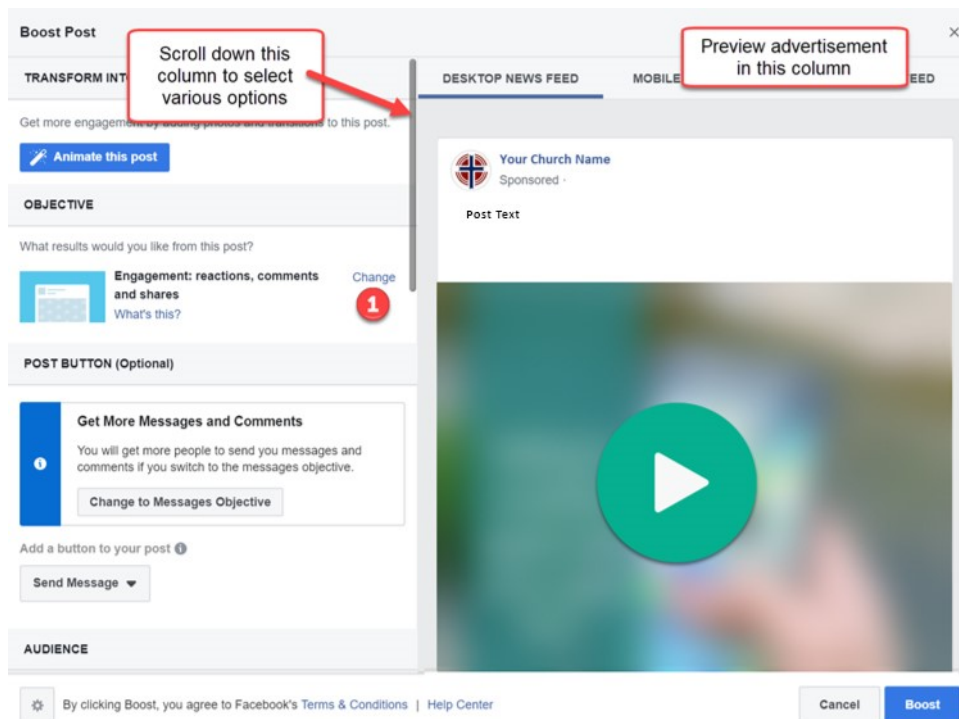 Boost Post
Scroll down this
column to select
various options
Preview advertisement
in this column
TRANSFORM INT
DESKTOP NEWS FEED
MOBILE
EED
Get more engagement by adding photos and transitions to this post.
Animate this post
Your Church Name
Sponsored ·
Post Text
OBJECTIVE
What results would you like from this post?
Engagement: reactions, comments
and shares
Change
What's this?
1
POST BUTTON (Optional)
Get More Messages and Comments
You will get more people to send you messages and
comments if you switch to the messages objective.
Change to Messages Objective
Add a button to your post
Send Message
AUDIENCE
By clicking Boost, you agree to Facebook's Terms & Conditions | Help Center
Cancel
Boost